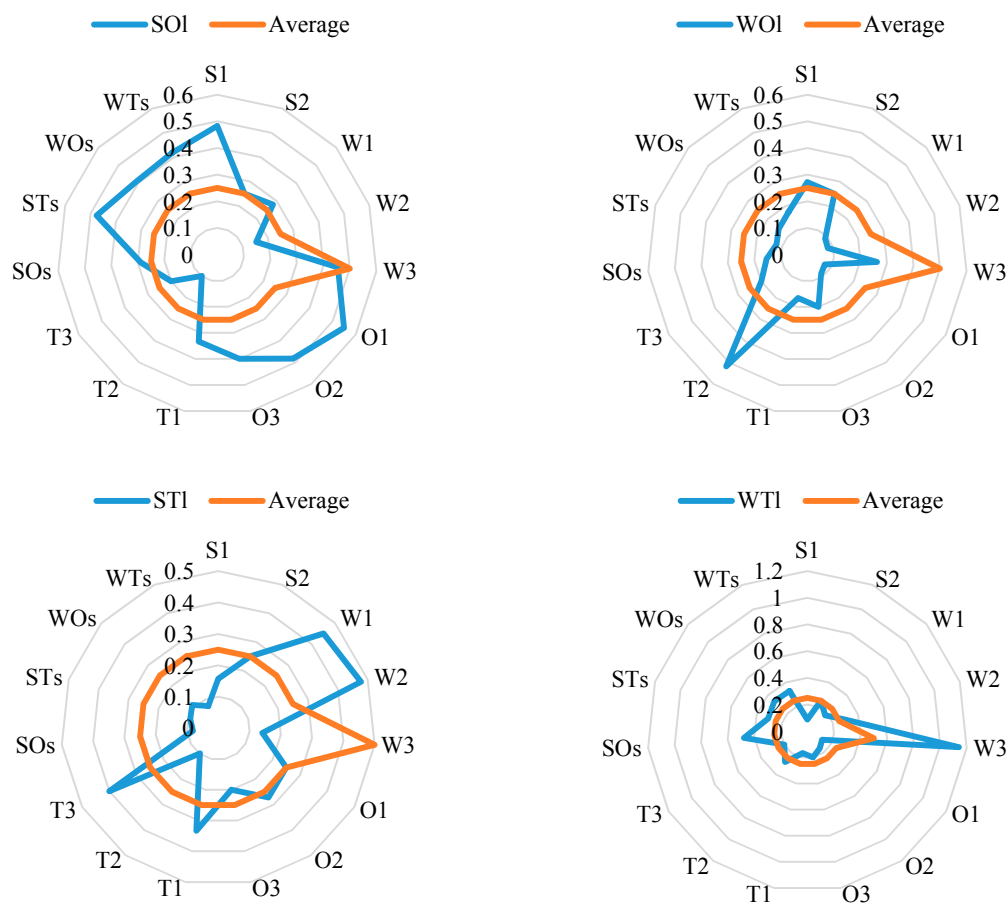 SOl Average
S1
S2
W1
W2
W3
O1
O2
O3
T1
T2
T3
SOs
STs
WOs
WTs
0.6
0.5
0.4
0.3
0.2
0.1
0
WOl Average
S1
S2
W1
W2
W3
O1
O2
O3
T1
T2
T3
SOs
STs
WOs
WTs
0.6
0.5
0.4
0.3
0.2
0.1
0
STl Average
S1
S2
W1
W2
W3
O1
O2
O3
T1
T2
T3
SOs
STs
WOs
WTs
0.5
0.4
0.3
0.2
0.1
0
WTl Average
S1
S2
W1
W2
W3
O1
O2
O3
T1
T2
T3
SOs
STs
WOs
WTs
1.2
1
0.8
0.6
0.4
0.2
0